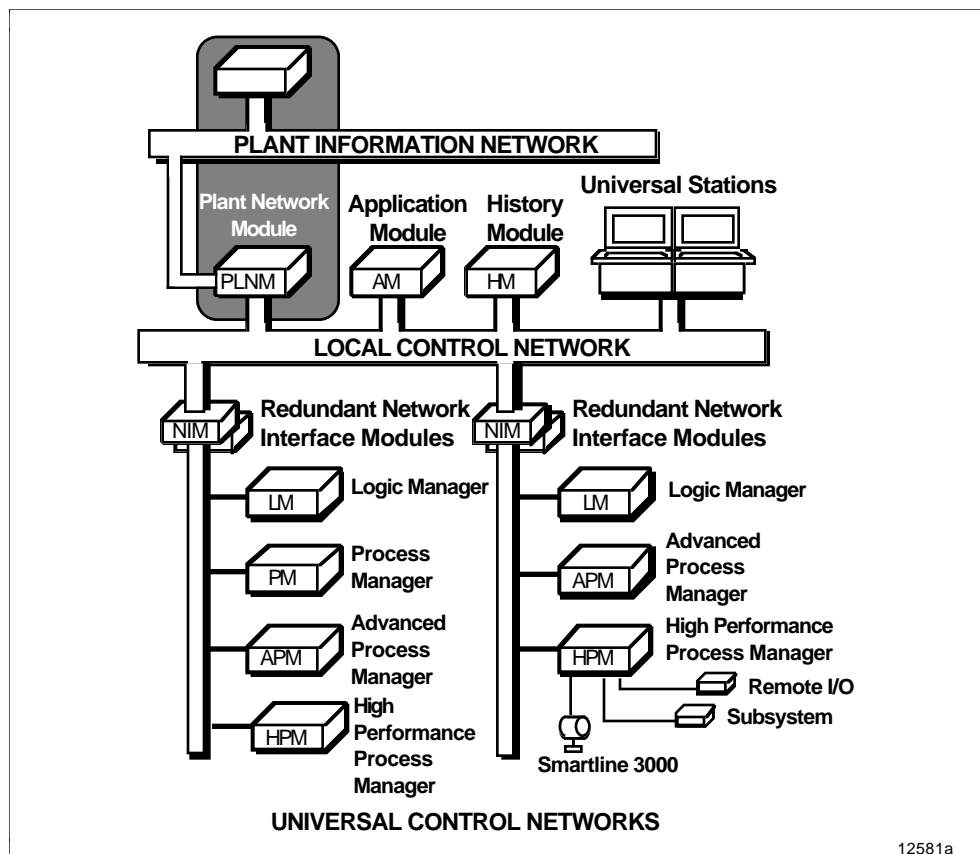 PLANT INFORMATION NETWORK
Plant Network
Module
Application
Module
History
Module
Universal Stations
PLNM
AM
HM
LOCAL CONTROL NETWORK
NIM
Redundant Network
Interface Modules
NIM
Redundant Network
Interface Modules
LM
Logic Manager
PM
Process
Manager
APM
Advanced
Process
Manager
HPM
High
Performance
Process
Manager
LM
Logic Manager
APM
Advanced
Process
Manager
HPM
High Performance
Process Manager
Remote I/O
Subsystem
Smartline 3000
UNIVERSAL CONTROL NETWORKS
12581a